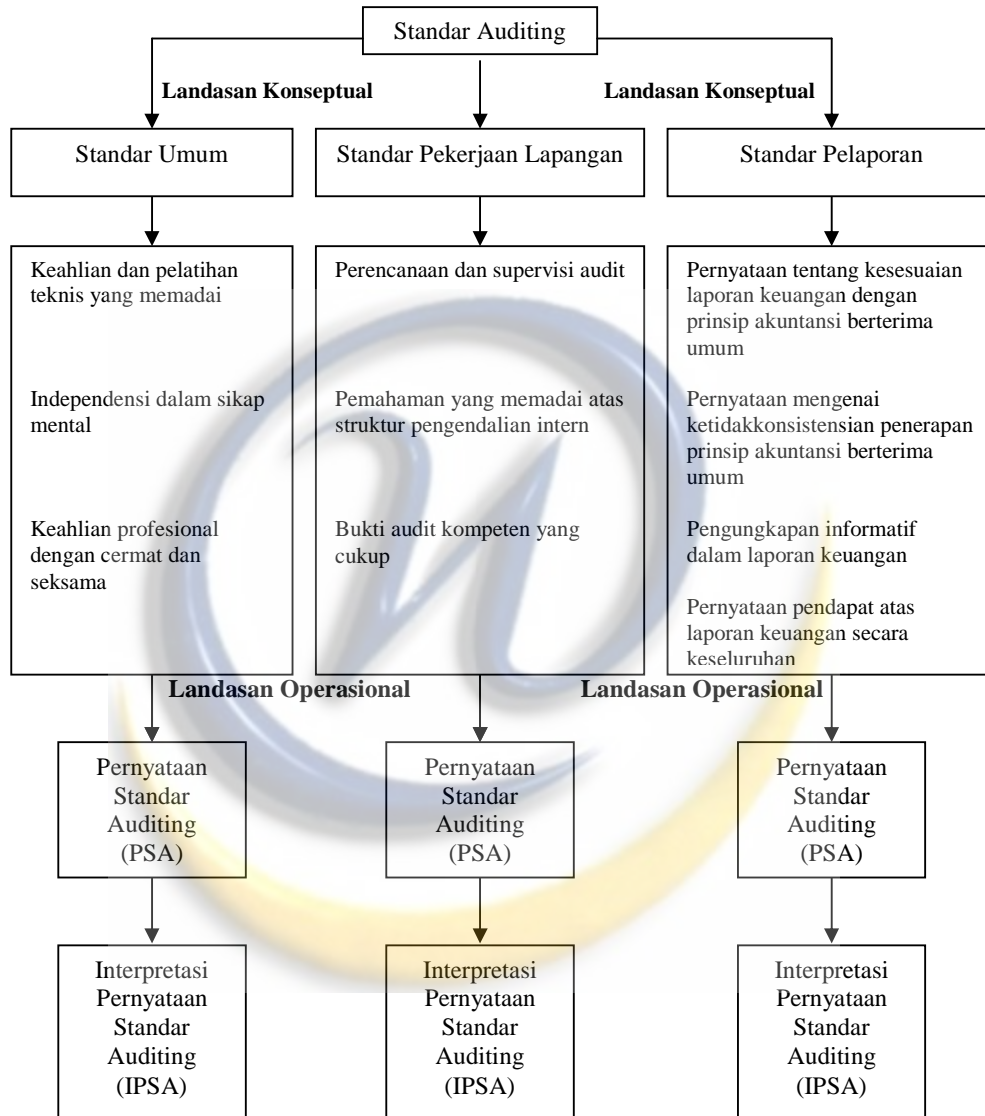 Standar Auditing
Landasan Konseptual
Landasan Konseptual
Standar Umum
Standar Pekerjaan Lapangan
Standar Pelaporan
Keahlian dan pelatihan
teknis yang memadai
Independensi dalam sikap
mental
Keahlian profesional
dengan cermat dan
seksama
Perencanaan dan supervisi audit
Pemahaman yang memadai atas
struktur pengendalian intern
Bukti audit kompeten yang
cukup
Pernyataan tentang kesesuaian
laporan keuangan dengan
prinsip akuntansi berterima
umum
Pernyataan mengenai
ketidakkonsistensian penerapan
prinsip akuntansi berterima
umum
Pengungkapan informatif
dalam laporan keuangan
Pernyataan pendapat atas
laporan keuangan secara
keseluruhan
Landasan Operasional
Landasan Operasional
Pernyataan
Standar
Auditing
(PSA)
Pernyataan
Standar
Auditing
(PSA)
Pernyataan
Standar
Auditing
(PSA)
Interpretasi
Pernyataan
Standar
Auditing
(IPSA)
Interpretasi
Pernyataan
Standar
Auditing
(IPSA)
Interpretasi
Pernyataan
Standar
Auditing
(IPSA)